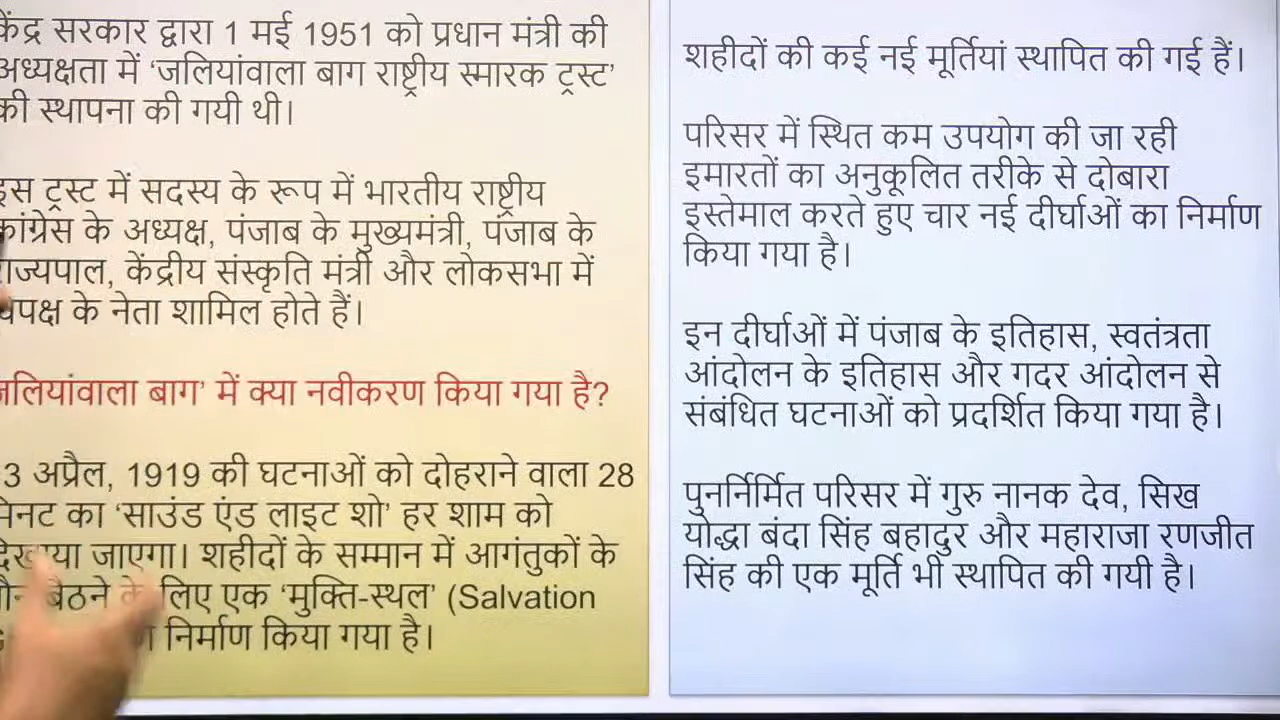 केंद्र सरकार द्वारा 1 मई 1951 को प्रधान मंत्री की
अध्यक्षता में ‘जलियांवाला बाग राष्ट्रीय स्मारक ट्रस्ट’
की स्थापना की गयी थी।
इस ट्रस्ट में सदस्य के रूप में भारतीय राष्ट्रीय
कांग्रेस के अध्यक्ष, पंजाब के मुख्यमंत्री, पंजाब के
राज्यपाल, केंद्रीय संस्कृति मंत्री और लोकसभा में
विपक्ष के नेता शामिल होते हैं।
जलियांवाला बाग’ में क्या नवीकरण किया गया है?
3 अप्रैल, 1919 की घटनाओं को दोहराने वाला 28
मिनट का ‘साउंड एंड लाइट शो’ हर शाम को
जाएगा। शहीदों के सम्मान में आगंतुकों के
बैठने के लिए एक ‘मुक्ति-स्थल’ (Salvation
निर्माण किया गया है।
शहीदों की कई नई मूर्तियां स्थापित की गई हैं।
परिसर में स्थित कम उपयोग की जा रही
इमारतों का अनुकूलित तरीके से दोबारा
इस्तेमाल करते हुए चार नई दीर्घाओं का निर्माण
किया गया है।
इन दीर्घाओं में पंजाब के इतिहास, स्वतंत्रता
आंदोलन के इतिहास और गदर आंदोलन से
संबंधित घटनाओं को प्रदर्शित किया गया है।
पुनर्निर्मित परिसर में गुरु नानक देव, सिख
योद्धा बंदा सिंह बहादुर और महाराजा रणजीत
सिंह की एक मूर्ति भी स्थापित की गयी है।